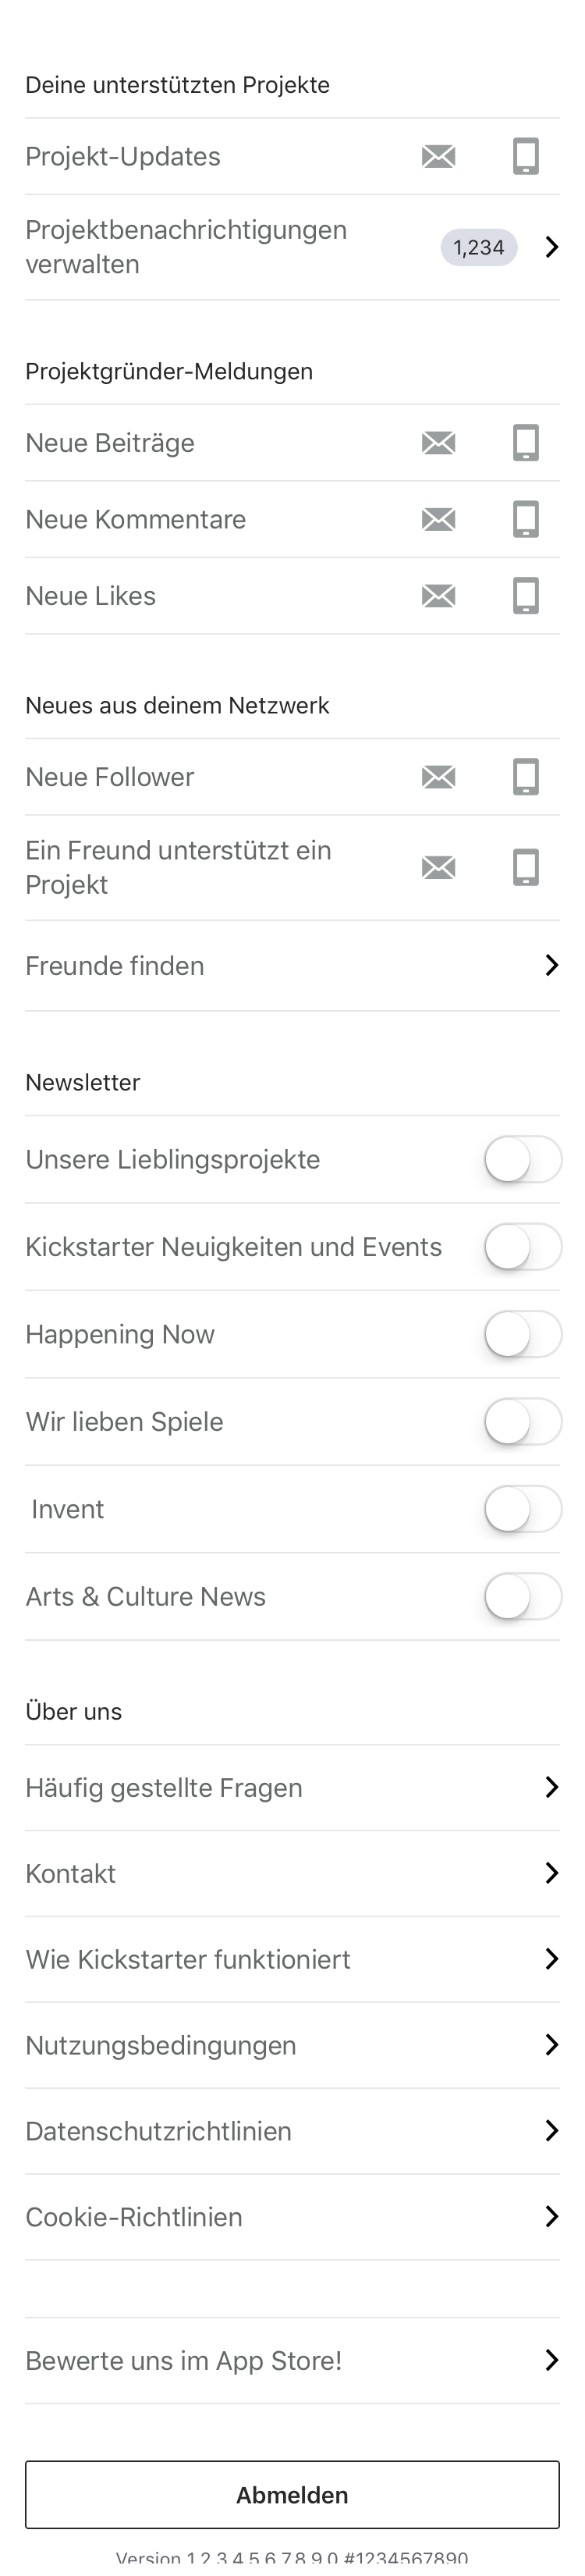 Deine unterstützten Projekte
Projekt-Updates
Projektbenachrichtigungen
verwalten
1,234
Projektgründer-Meldungen
Neue Beiträge
Neue Kommentare
Neue Likes
Neues aus deinem Netzwerk
Neue Follower
Ein Freund unterstützt ein
Projekt
Freunde finden
Newsletter
Unsere Lieblingsprojekte
Kickstarter Neuigkeiten und Events
Happening Now
Wir lieben Spiele
Invent
Arts & Culture News
Über uns
Häufig gestellte Fragen
Kontakt
Wie Kickstarter funktioniert
Nutzungsbedingungen
Datenschutzrichtlinien
Cookie-Richtlinien
Bewerte uns im App Store!
Abmelden
Version 1.2.3.4.5.6.7.8.9.0 #1234567890